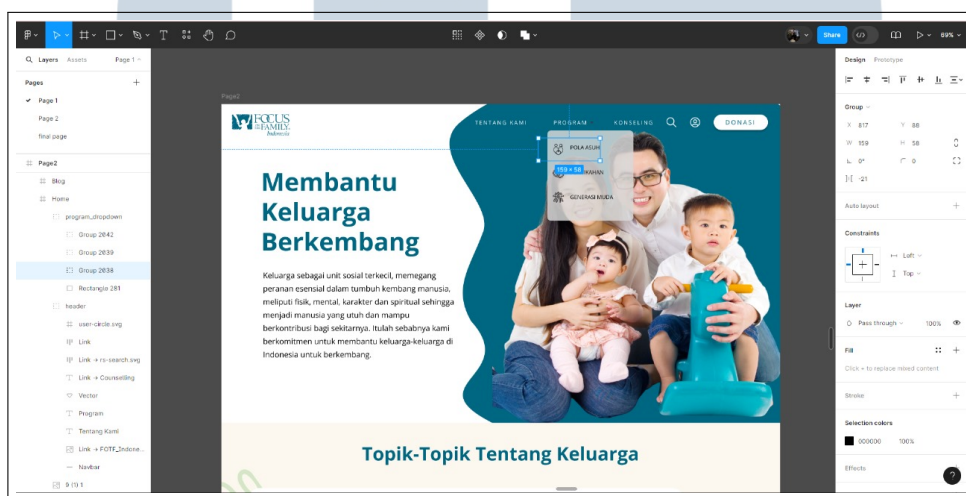 Share
69%
Layers Assets Page 1
Design Prototype
Pages
Page 1
Page 2
final page
Page2
Blog
Home
program_dropdown
Group 2042
Group 2039
Group 2038
Rectangle 281
header
user-circle.svg
Link
Link → rs-search.svg
Link → Counselling
Vector
Program
Tentang Kami
Link → FOTF_Indone...
Navbar
9 (1) 1
Page2
FOCUS
ON THE
FAMILY.
Indonesia
TENTANG KAMI
PROGRAM
KONSELING
DONASI
POLA ASUH
159 × 58
GENERASI MUDA
Membantu
Keluarga
Berkembang
Keluarga sebagai unit sosial terkecil, memegang
peranan esensial dalam tumbuh kembang manusia,
meliputi fisik, mental, karakter dan spiritual sehingga
menjadi manusia yang utuh dan mampu
berkontribusi bagi sekitarnya. Itulah sebabnya kami
berkomitmen untuk membantu keluarga-keluarga di
Indonesia untuk berkembang.
Topik-Topik Tentang Keluarga
Group
X 817 Y 88
W 159 H 58
0° 0
-21
Auto layout
Constraints
Left
Top
Layer
Pass through 100%
Fill
Click + to replace mixed content
Stroke
Selection colors
000000 100%
Effects
?